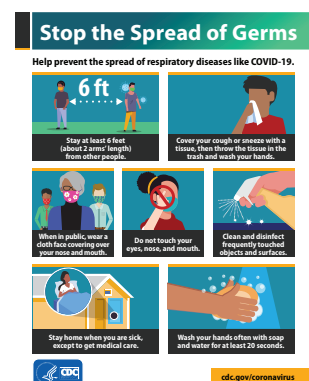 Stop the Spread of Germs
Help prevent the spread of respiratory diseases like COVID-19.
6 ft
Stay at least 6 feet
(about 2 arms' length)
from other people.
Cover your cough or sneeze with a
tissue, then throw the tissue in the
trash and wash your hands.
When in public, wear a
cloth face covering over
your nose and mouth.
Do not touch your
eyes, nose, and mouth.
Clean and disinfect
frequently touched
objects and surfaces.
Stay home when you are sick,
except to get medical care.
Wash your hands often with soap
and water for at least 20 seconds.
CDC
cdc.gov/coronavirus